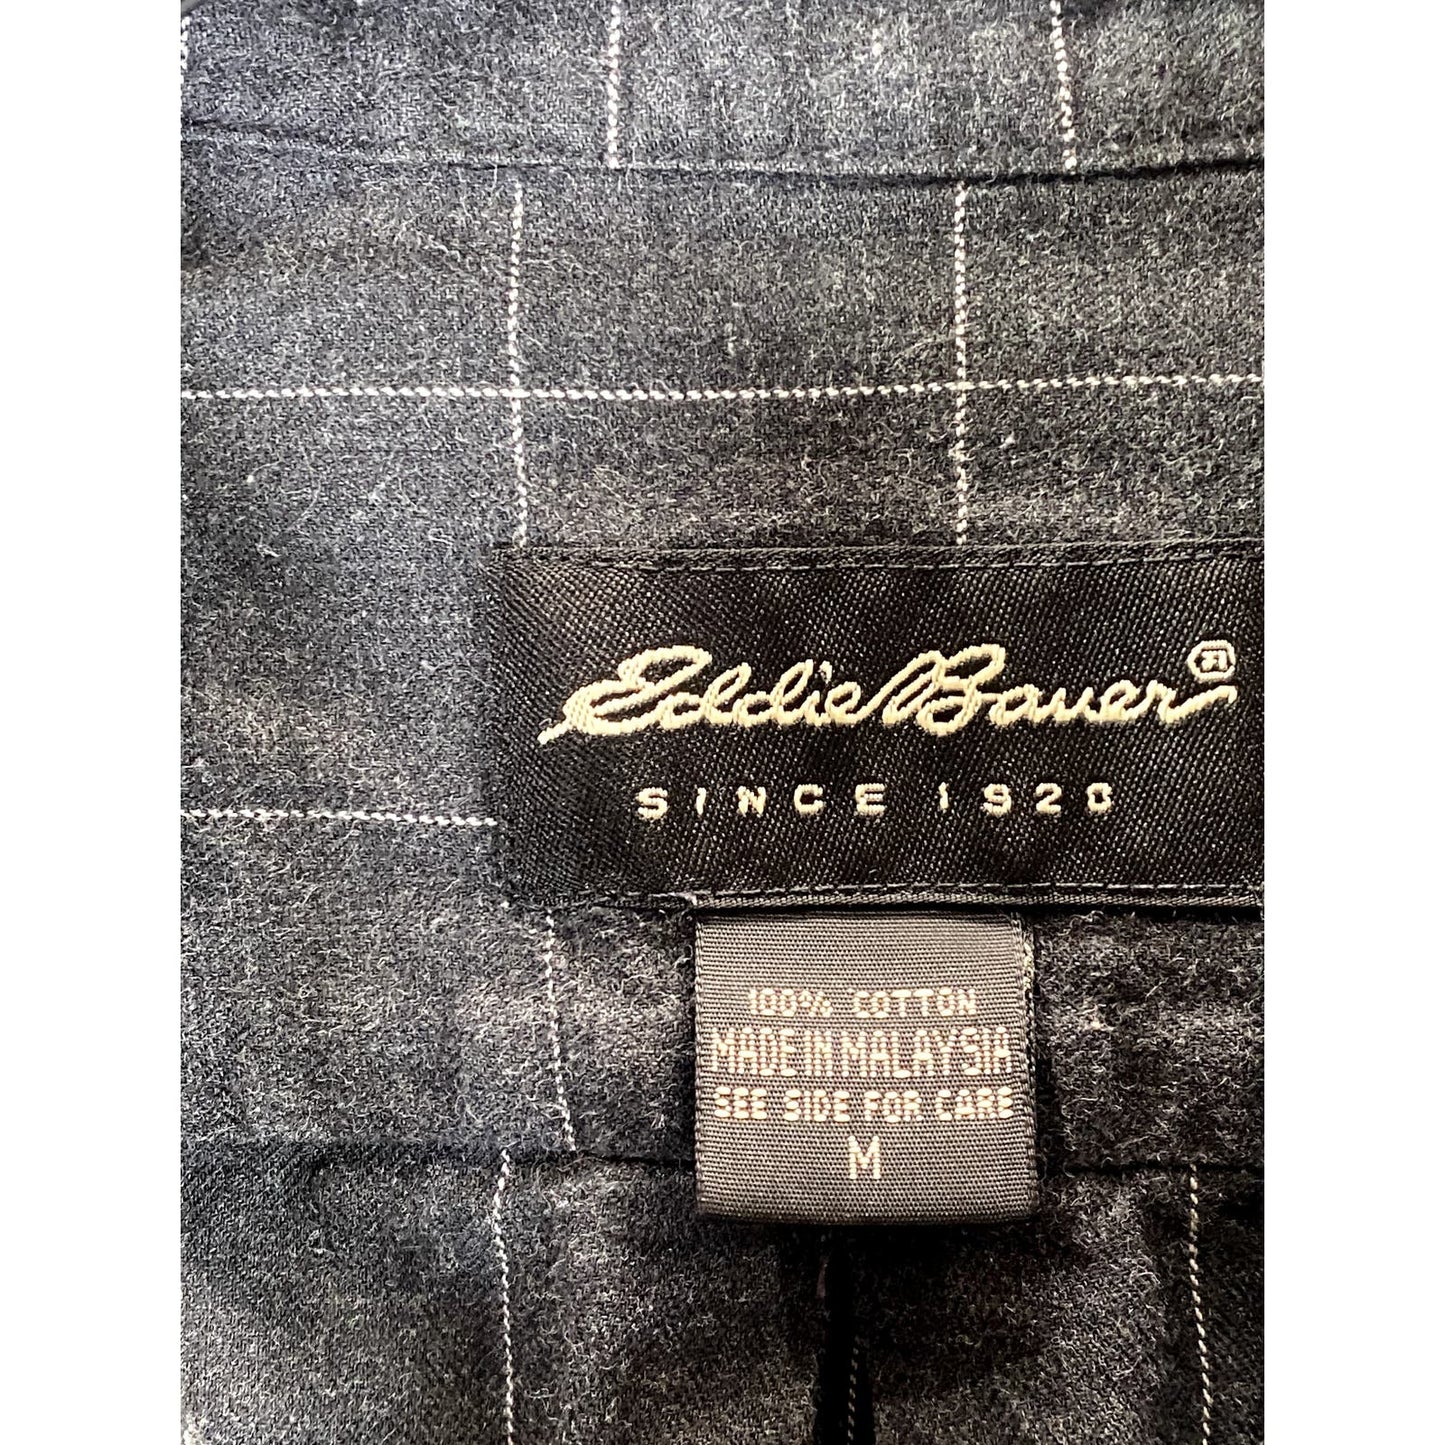 Eddie Bauer®
SINCE 1920
100% COTTON
MADE IN MALAYSIA
SEE SIDE FOR CARE
M